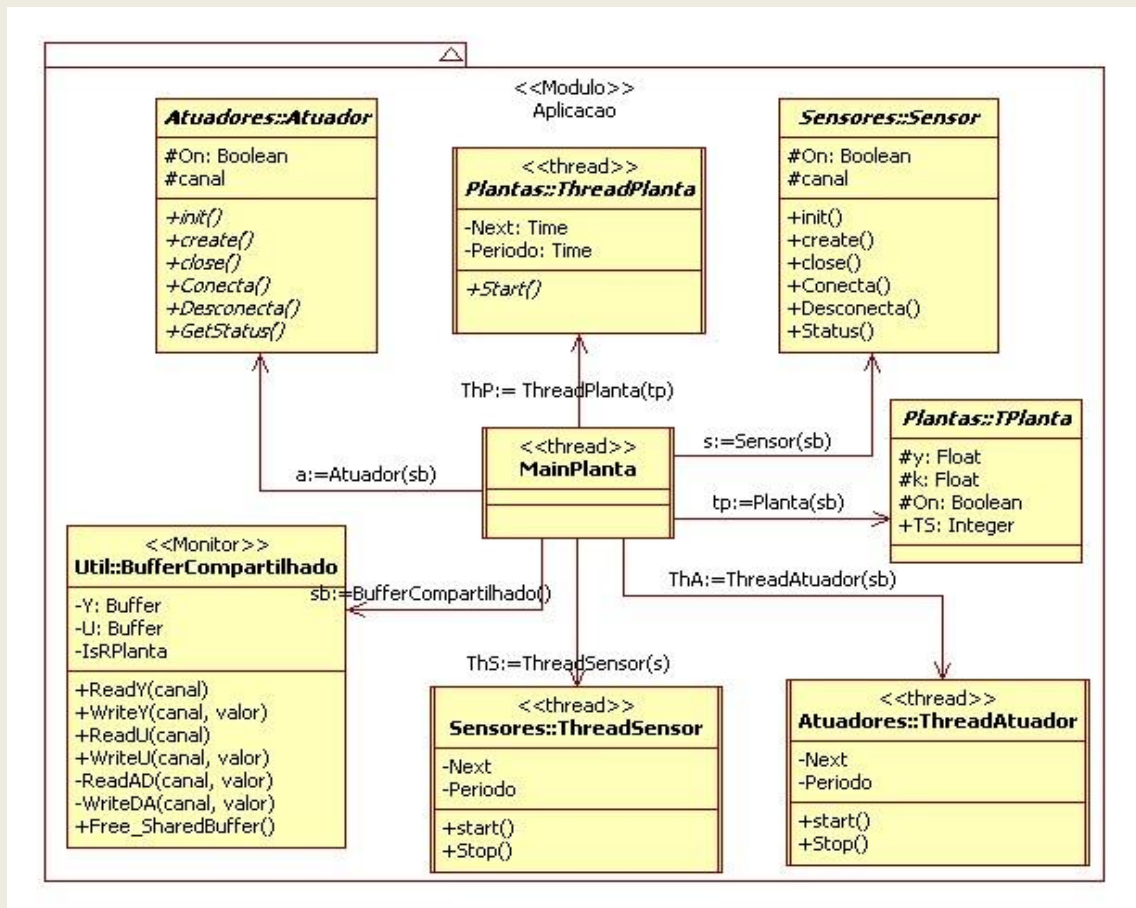 <<Modulo>>
Aplicacao
Atuadores::Atuador
#On: Boolean
#canal
+init()
+create()
+close()
+Conecta()
+Desconecta()
+GetStatus()
<<thread>>
Plantas::ThreadPlanta
-Next: Time
-Periodo: Time
+Start()
Sensores::Sensor
#On: Boolean
#canal
+init()
+create()
+close()
+Conecta()
+Desconecta()
+Status()
ThP:= ThreadPlanta(tp)
<<thread>>
MainPlanta
a:=Atuador(sb)
s:=Sensor(sb)
tp:=Planta(sb)
Plantas::TPlanta
#y: Float
#k: Float
#On: Boolean
+TS: Integer
<<Monitor>>
Util::BufferCompartilhado
-Y: Buffer
-U: Buffer
-IsRPlanta
+ReadY(canal)
+WriteY(canal, valor)
+ReadU(canal)
+WriteU(canal, valor)
-ReadAD(canal, valor)
-WriteDA(canal, valor)
+Free_SharedBuffer()
sb:=BufferCompartilhado()
ThA:=ThreadAtuador(sb)
ThS:=ThreadSensor(s)
<<thread>>
Sensores::ThreadSensor
-Next
-Periodo
+start()
+Stop()
<<thread>>
Atuadores::ThreadAtuador
-Next
-Periodo
+start()
+Stop()